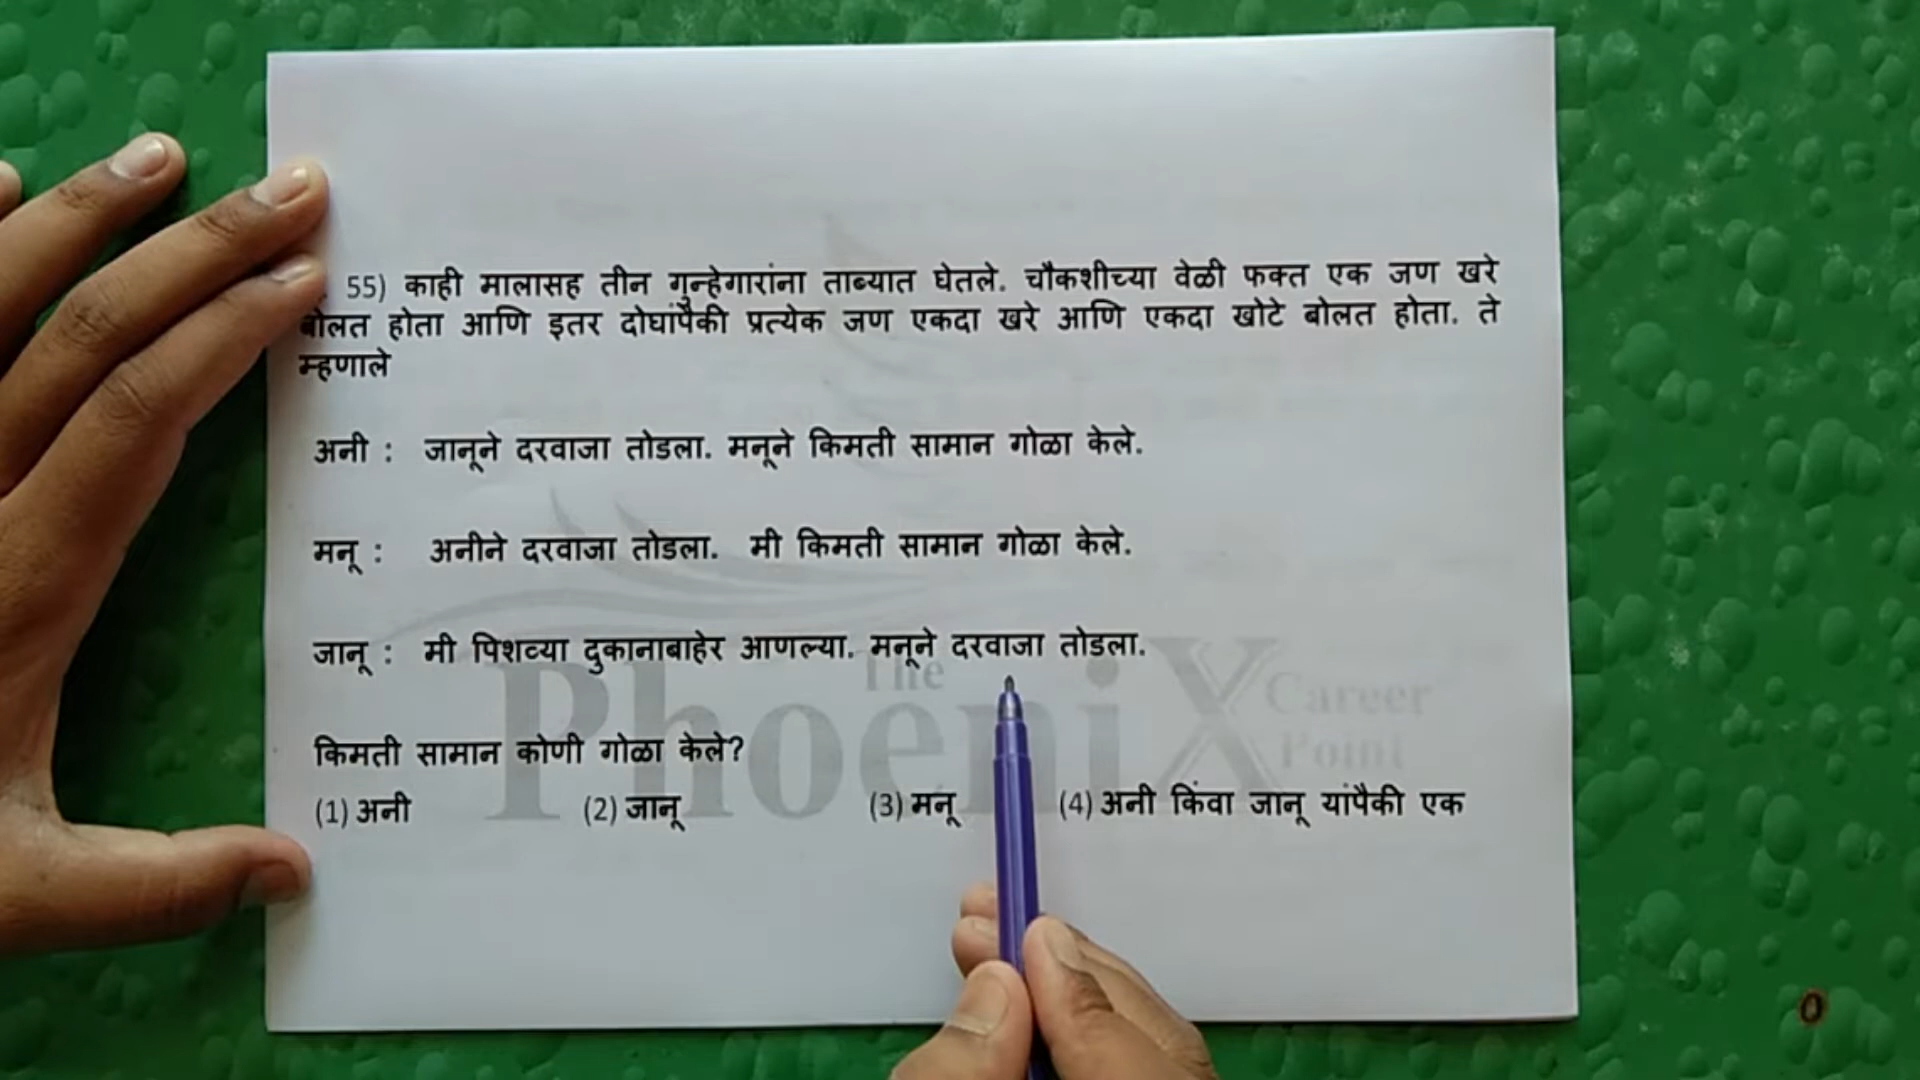 55) काही मालासह तीन गुन्हेगारांना ताब्यात घेतले. चौकशीच्या वेळी फक्त एक जण खरे
बोलत होता आणि इतर दोघांपैकी प्रत्येक जण एकदा खरे आणि एकदा खोटे बोलत होता. ते
म्हणाले
अनी : जानूने दरवाजा तोडला. मनूने किमती सामान गोळा केले.
मनू : अनीने दरवाजा तोडला. मी किमती सामान गोळा केले.
जानू : मी पिशव्या दुकानाबाहेर आणल्या. मनूने दरवाजा तोडला.
The PhoeniX Career Point
किमती सामान कोणी गोळा केले?
(1) अनी (2) जानू (3) मनू (4) अनी किंवा जानू यांपैकी एक